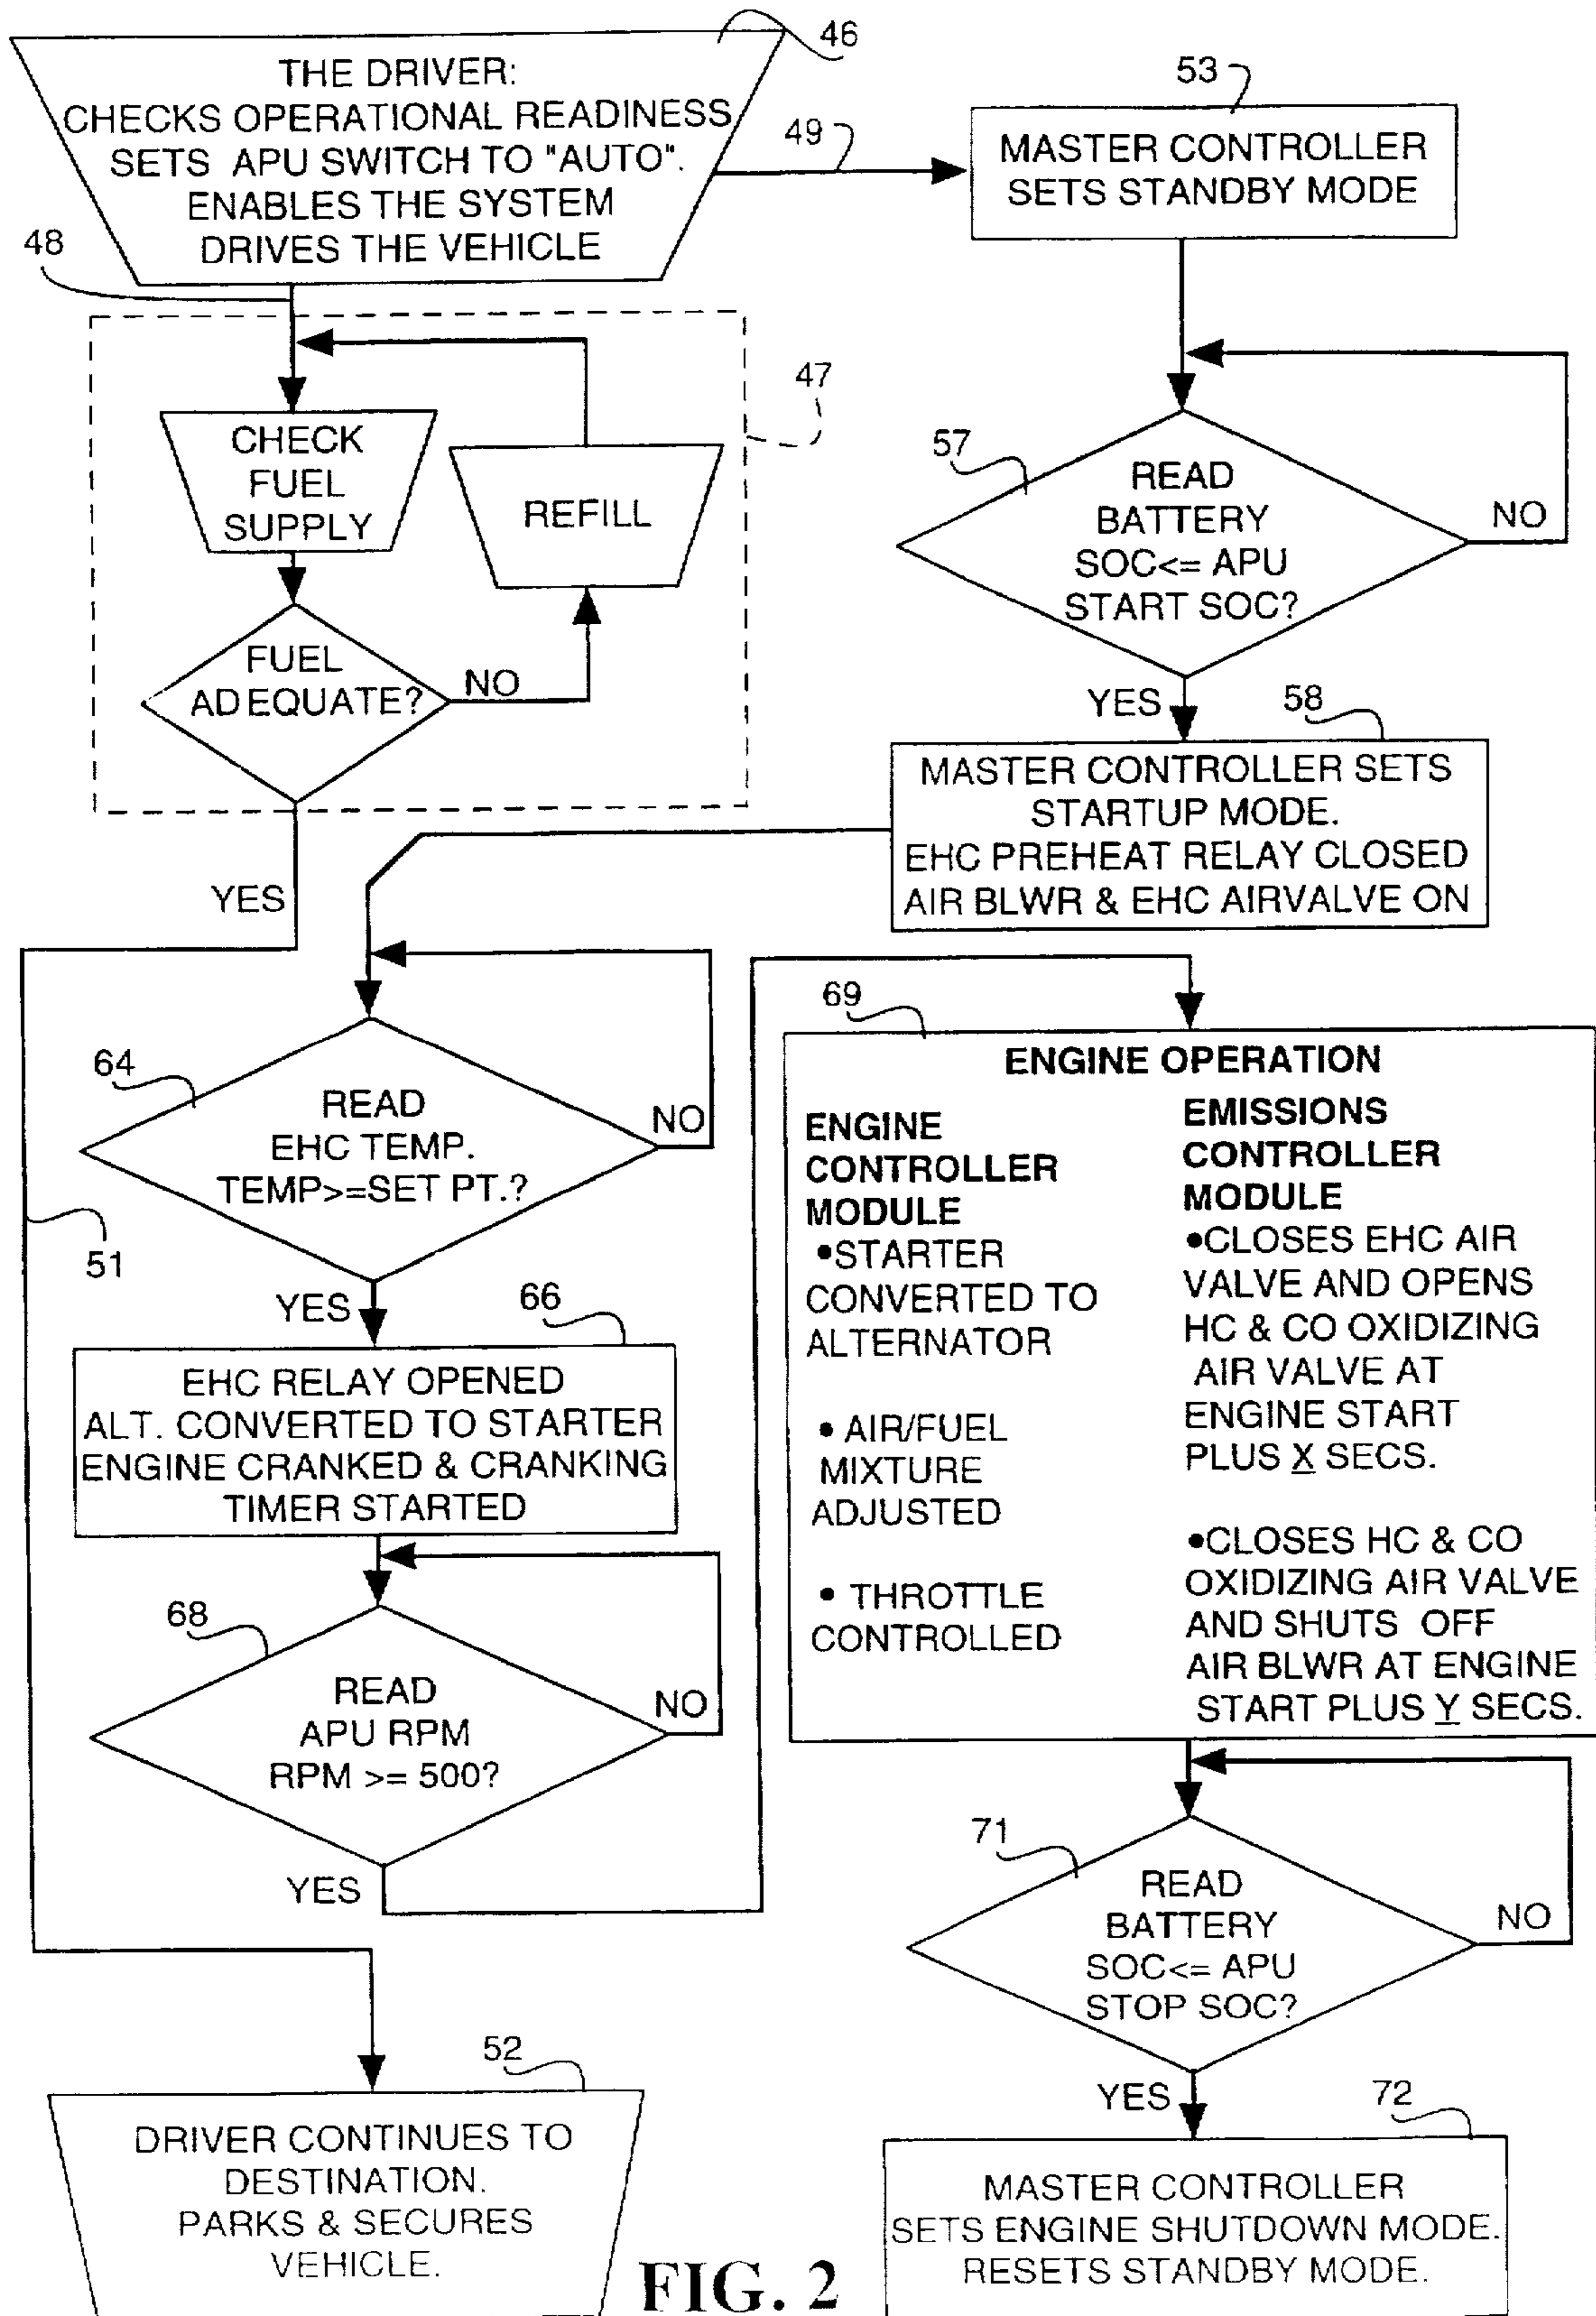 46
THE DRIVER:
CHECKS OPERATIONAL READINESS
SETS APU SWITCH TO "AUTO".
ENABLES THE SYSTEM
DRIVES THE VEHICLE
49
53
MASTER CONTROLLER
SETS STANDBY MODE
48
47
CHECK
FUEL
SUPPLY
REFILL
FUEL
ADEQUATE?
NO
YES
57
READ
BATTERY
SOC<= APU
START SOC?
NO
YES
58
MASTER CONTROLLER SETS
STARTUP MODE.
EHC PREHEAT RELAY CLOSED
AIR BLWR & EHC AIRVALVE ON
64
READ
EHC TEMP.
TEMP>=SET PT.?
NO
51
YES
66
EHC RELAY OPENED
ALT. CONVERTED TO STARTER
ENGINE CRANKED & CRANKING
TIMER STARTED
68
READ
APU RPM
RPM >= 500?
NO
YES
69
ENGINE OPERATION
ENGINE
CONTROLLER
MODULE
•STARTER
CONVERTED TO
ALTERNATOR
• AIR/FUEL
MIXTURE
ADJUSTED
• THROTTLE
CONTROLLED
EMISSIONS
CONTROLLER
MODULE
•CLOSES EHC AIR
VALVE AND OPENS
HC & CO OXIDIZING
AIR VALVE AT
ENGINE START
PLUS X SECS.
•CLOSES HC & CO
OXIDIZING AIR VALVE
AND SHUTS OFF
AIR BLWR AT ENGINE
START PLUS Y SECS.
71
READ
BATTERY
SOC<= APU
STOP SOC?
NO
YES
72
MASTER CONTROLLER
SETS ENGINE SHUTDOWN MODE.
RESETS STANDBY MODE.
52
DRIVER CONTINUES TO
DESTINATION.
PARKS & SECURES
VEHICLE.
FIG. 2